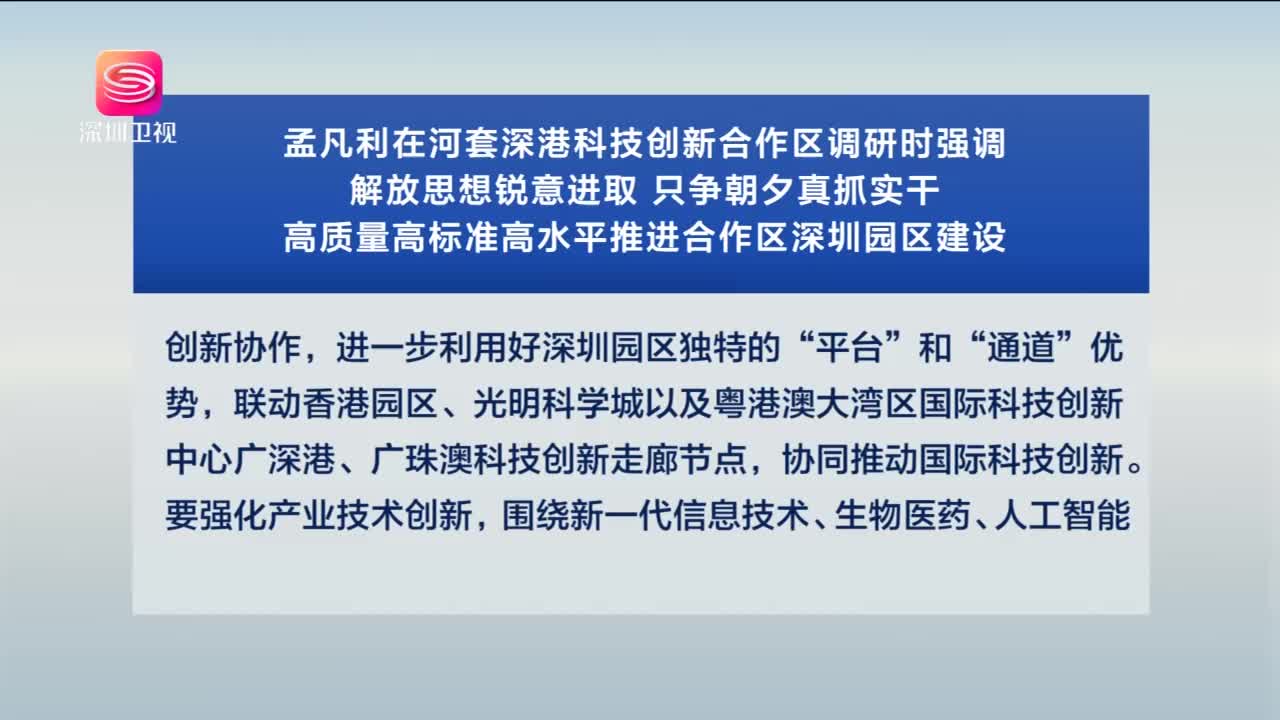 深圳卫视
孟凡利在河套深港科技创新合作区调研时强调
解放思想锐意进取 只争朝夕真抓实干
高质量高标准高水平推进合作区深圳园区建设
创新协作，进一步利用好深圳园区独特的“平台”和“通道”优
势，联动香港园区、光明科学城以及粤港澳大湾区国际科技创新
中心广深港、广珠澳科技创新走廊节点，协同推动国际科技创新。
要强化产业技术创新，围绕新一代信息技术、生物医药、人工智能